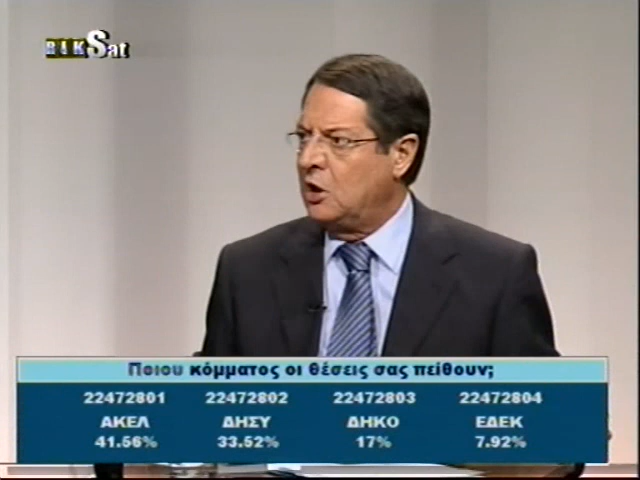 RIKSat
Ποιου κόμματος οι θέσεις σας πείθουν;
22472801 22472802 22472803 22472804
ΑΚΕΛ ΔΗΣΥ ΔΗΚΟ ΕΔΕΚ
41.56% 33.52% 17% 7.92%